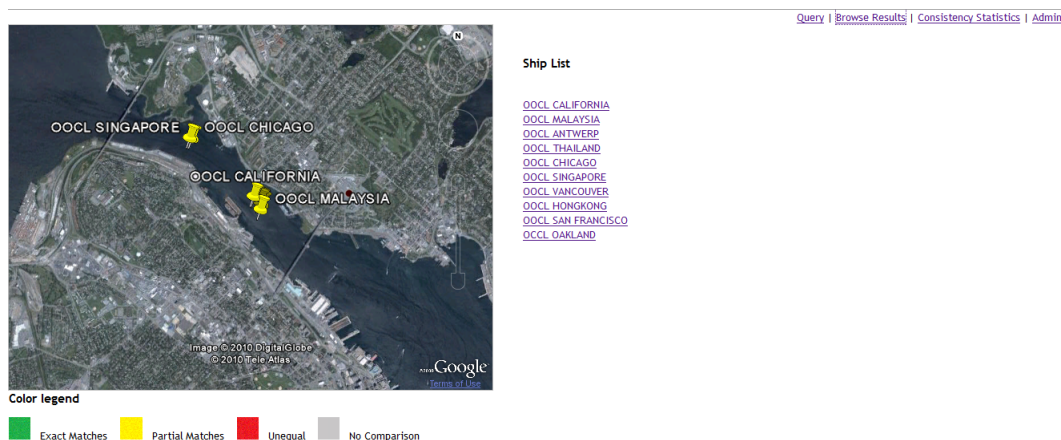 Query | Browse Results | Consistency Statistics | Admin
N
OOCL SINGAPORE OOCL CHICAGO
OOCL CALIFORNIA
OOCL MALAYSIA
Image © 2010 DigitalGlobe
© 2010 Tele Atlas
©2010 Google
Terms of Use
Ship List
OOCL CALIFORNIA
OOCL MALAYSIA
OOCL ANTWERP
OOCL THAILAND
OOCL CHICAGO
OOCL SINGAPORE
OOCL VANCOUVER
OOCL HONGKONG
OOCL SAN FRANCISCO
OCCL OAKLAND
Color legend
Exact Matches Partial Matches Unequal No Comparison